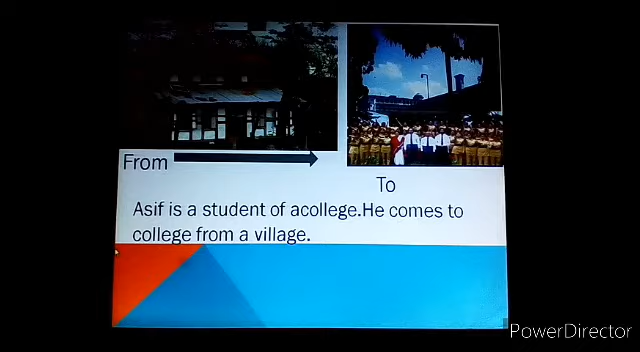 From
To
Asif is a student of acollege.He comes to
college from a village.
PowerDirector